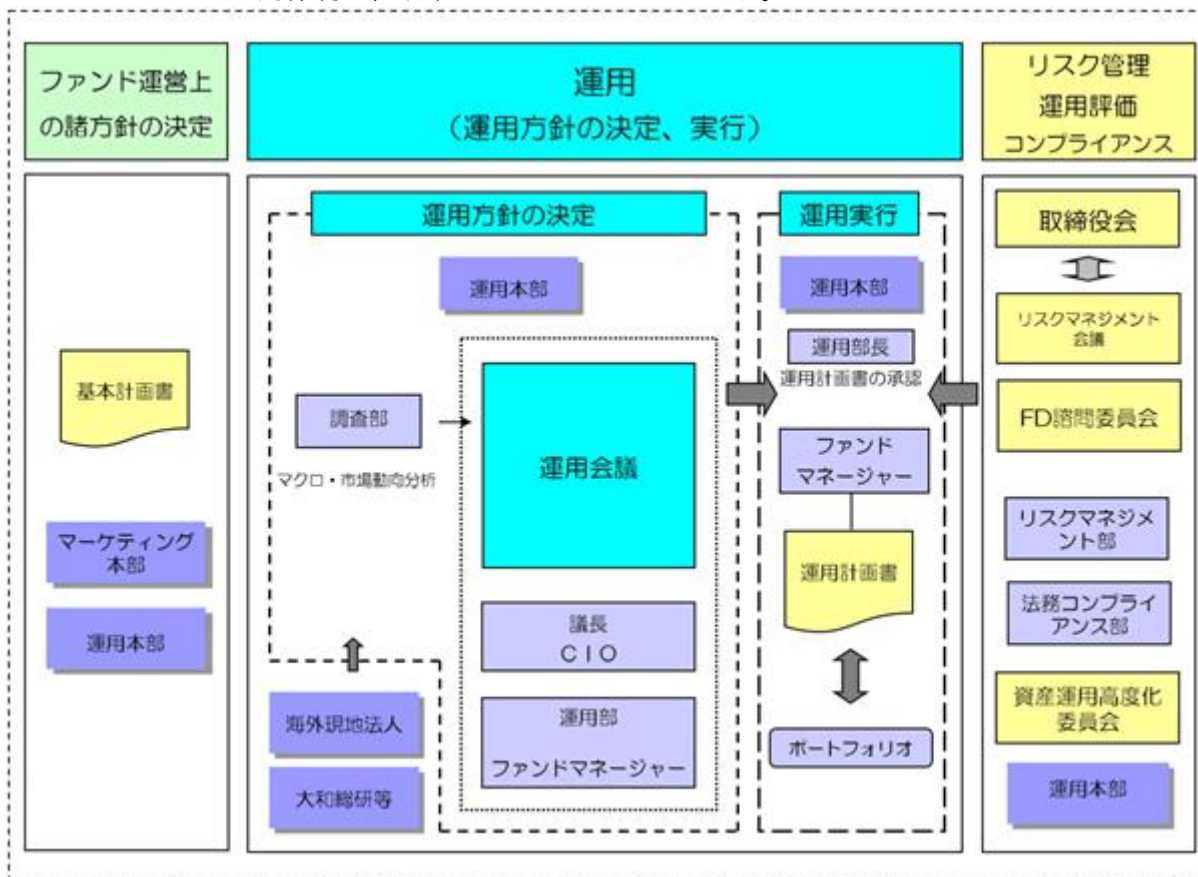 ファンド運営上
の諸方針の決定
運用
（運用方針の決定、実行）
リスク管理
運用評価
コンプライアンス
基本計画書
マーケティング
本部
運用本部
運用方針の決定
運用本部
調査部
マクロ・市場動向分析
運用会議
議長
ＣＩＯ
運用部
ファンドマネージャー
海外現地法人
大和総研等
運用実行
運用本部
運用部長
運用計画書の承認
ファンド
マネージャー
運用計画書
ポートフォリオ
取締役会
リスクマネジメント
会議
FD諮問委員会
リスクマネジメ
ント部
法務コンプライ
アンス部
資産運用高度化
委員会
運用本部